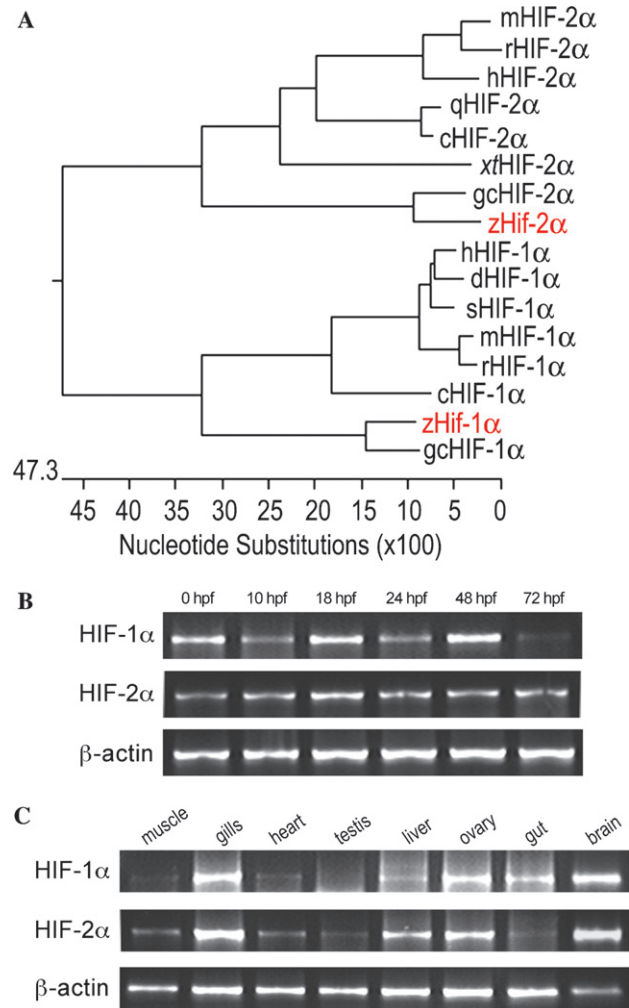 A
mHIF-2α
rHIF-2α
hHIF-2α
qHIF-2α
cHIF-2α
xtHIF-2α
gcHIF-2α
zHif-2α
hHIF-1α
dHIF-1α
sHIF-1α
mHIF-1α
rHIF-1α
cHIF-1α
zHif-1α
gcHIF-1α
47.3
45 40 35 30 25 20 15 10 5 0
Nucleotide Substitutions (x100)
B
0 hpf 10 hpf 18 hpf 24 hpf 48 hpf 72 hpf
HIF-1α
HIF-2α
β-actin
C
muscle gills heart testis liver ovary gut brain
HIF-1α
HIF-2α
β-actin